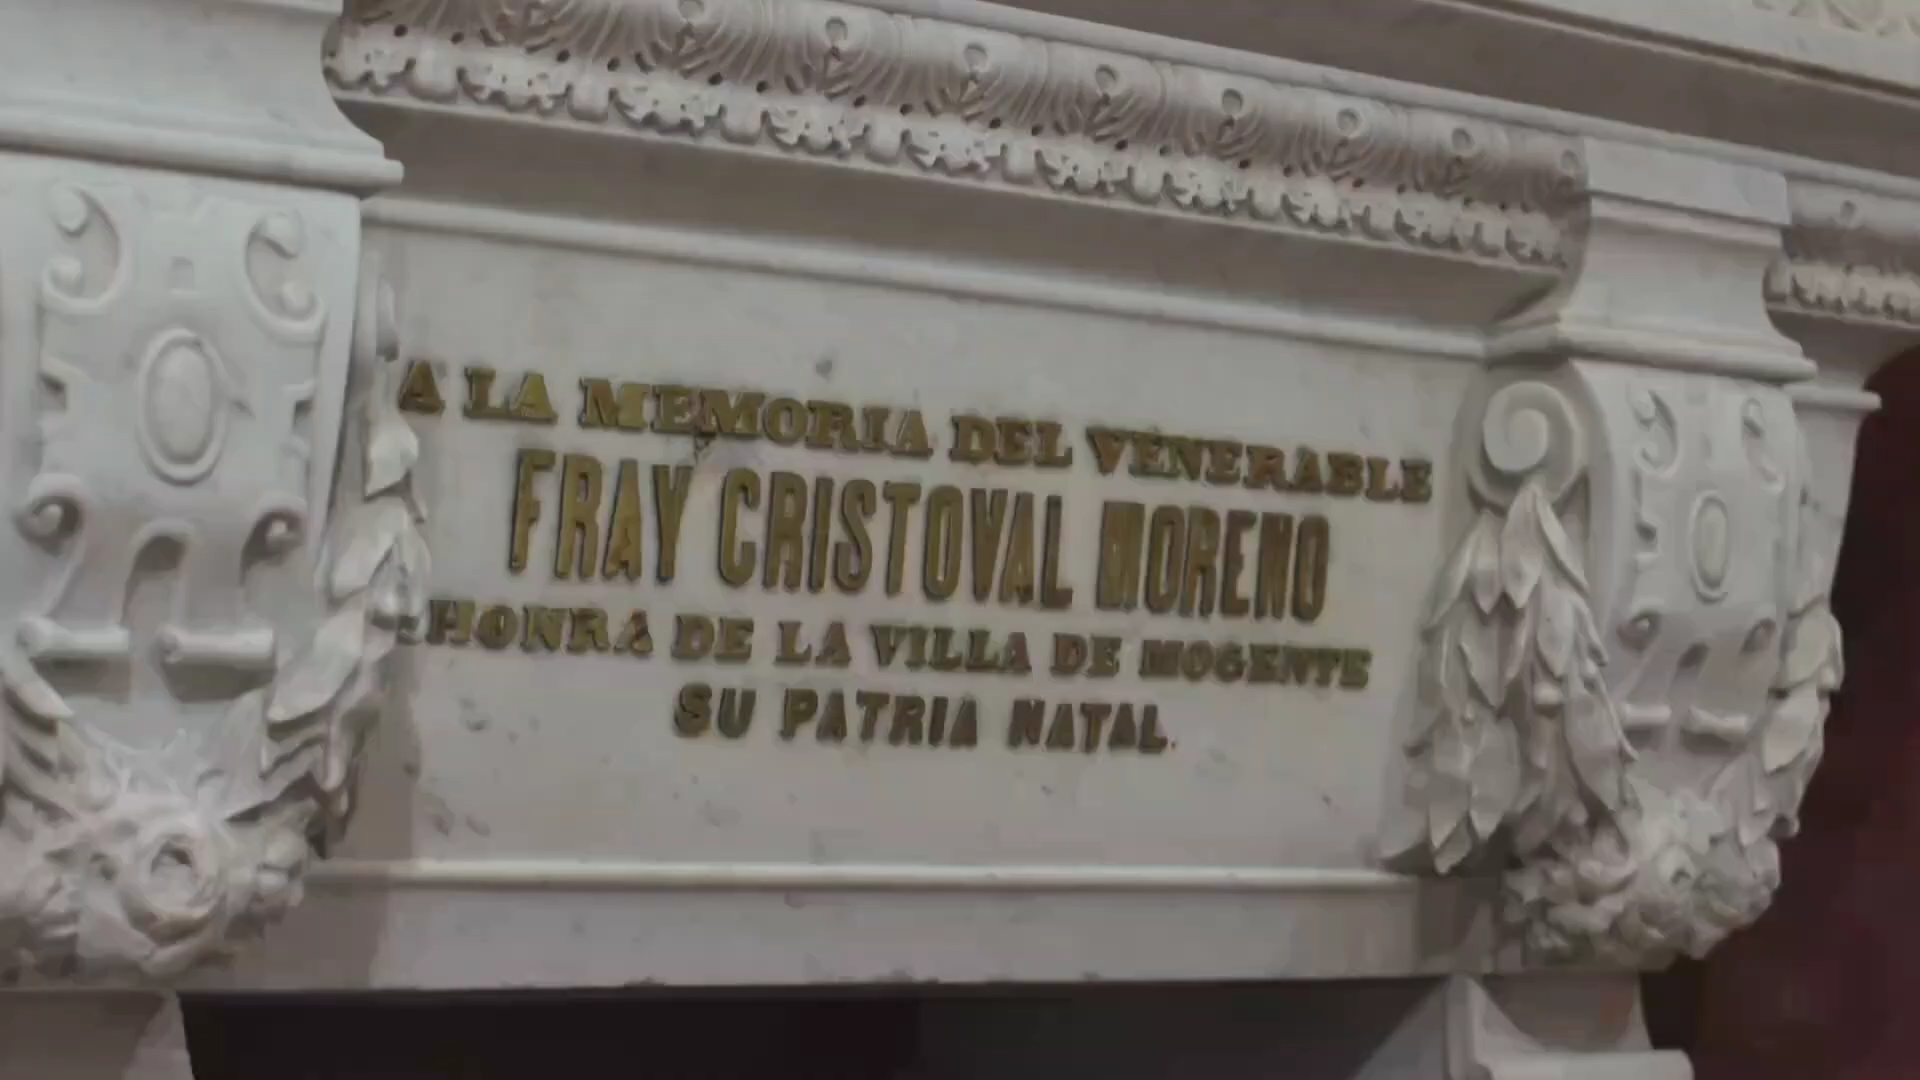 A LA MEMORIA DEL VENERABLE
FRAY CRISTOVAL MORENO
HONRA DE LA VILLA DE MOGENTE
SU PATRIA NATAL.